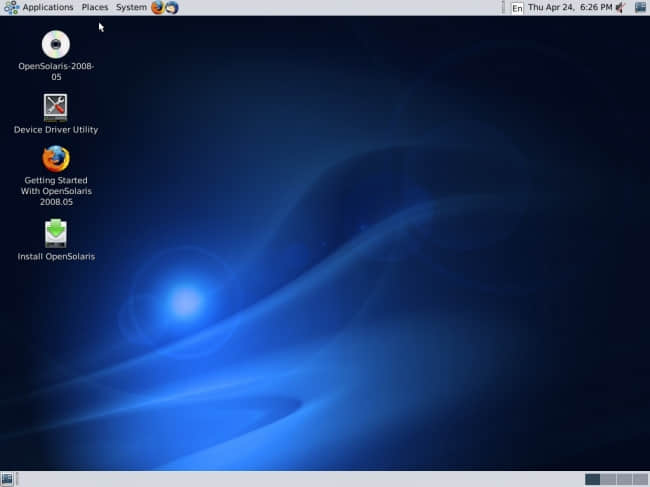 Applications Places System En Thu Apr 24, 6:26 PM
OpenSolaris-2008-
05
Device Driver Utility
Getting Started
With OpenSolaris
2008.05
Install OpenSolaris